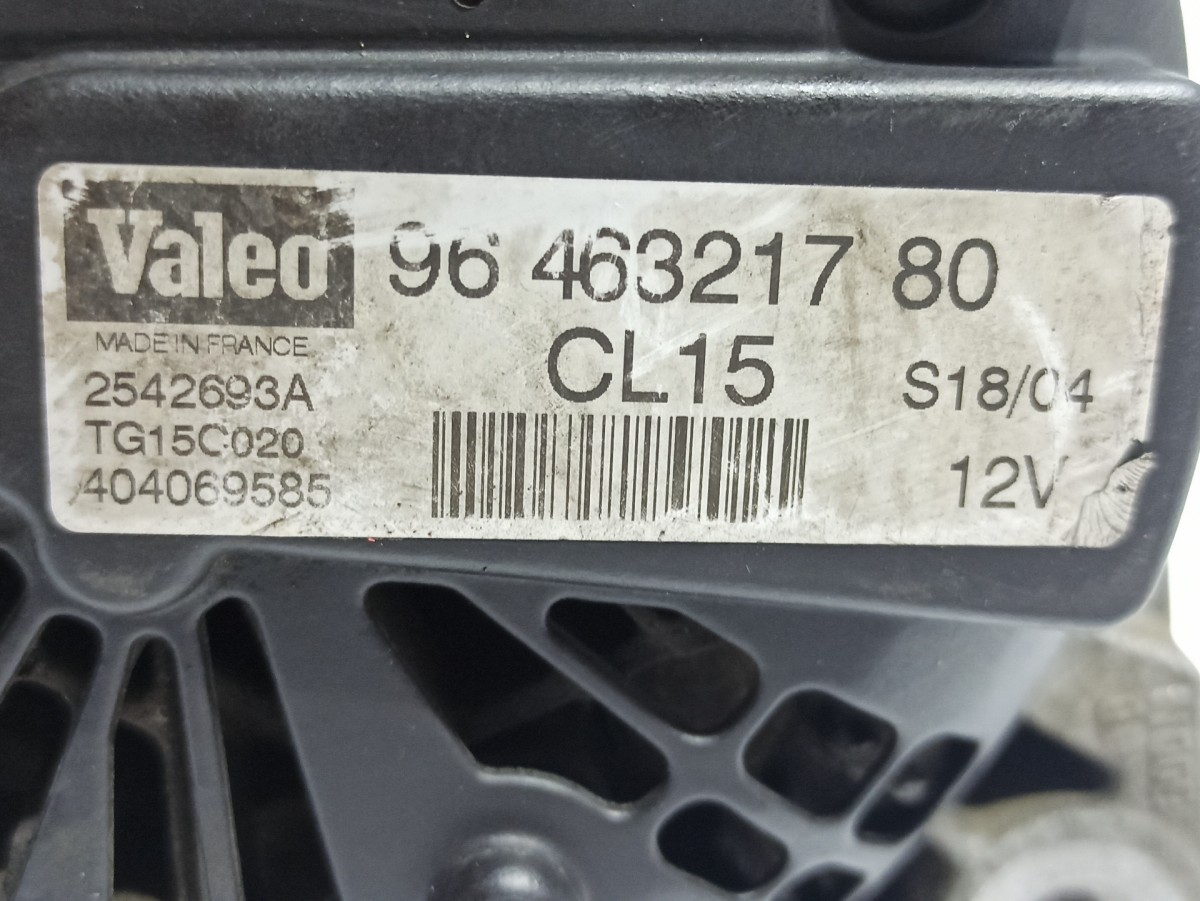 Valeo
96 463217 80
MADE IN FRANCE
CL15
2542693A
S18/04
TG15C020
404069585
12V